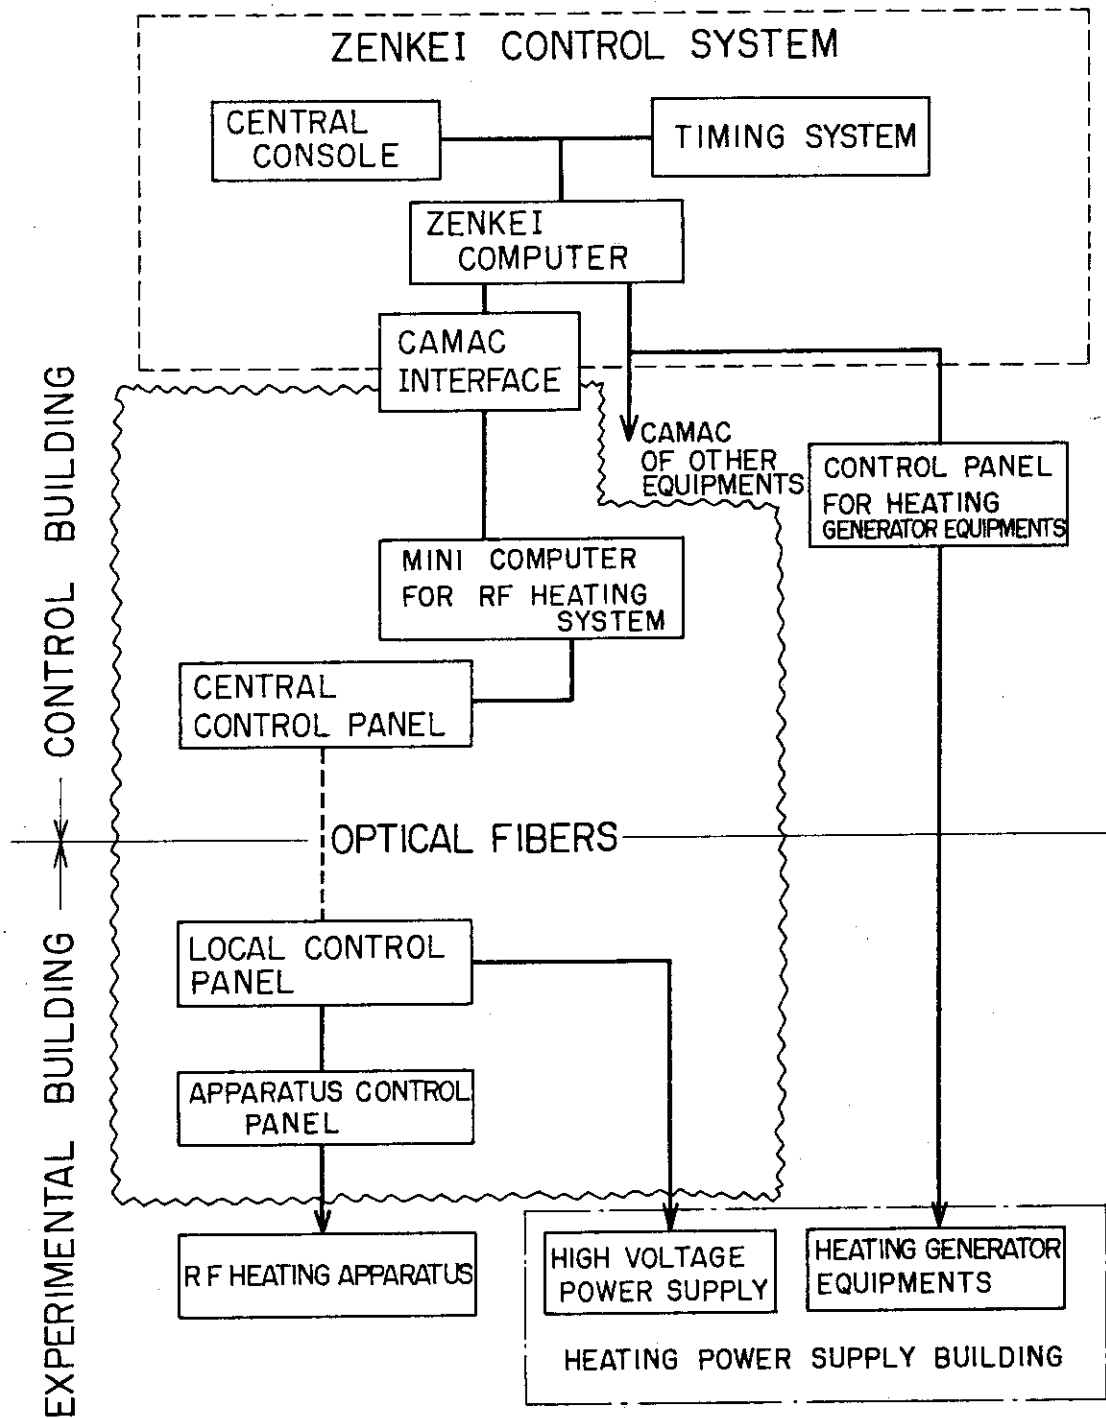 ZENKEI CONTROL SYSTEM
CENTRAL
CONSOLE
TIMING SYSTEM
ZENKEI
COMPUTER
CAMAC
INTERFACE
CAMAC
OF OTHER
EQUIPMENTS
CONTROL PANEL
FOR HEATING
GENERATOR EQUIPMENTS
MINI COMPUTER
FOR RF HEATING
SYSTEM
CENTRAL
CONTROL PANEL
CONTROL BUILDING
OPTICAL FIBERS
EXPERIMENTAL BUILDING
LOCAL CONTROL
PANEL
APPARATUS CONTROL
PANEL
RF HEATING APPARATUS
HIGH VOLTAGE
POWER SUPPLY
HEATING GENERATOR
EQUIPMENTS
HEATING POWER SUPPLY BUILDING